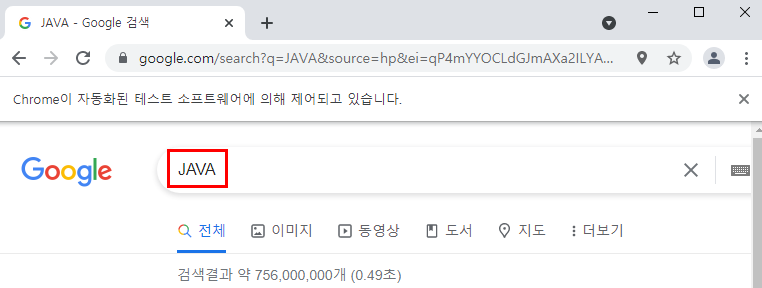 JAVA - Google 검색
google.com/search?q=JAVA&source=hp&ei=qP4mYYOCLdGJmAXa2ILYA...
Chrome이 자동화된 테스트 소프트웨어에 의해 제어되고 있습니다.
Google JAVA
전체 이미지 동영상 도서 지도 더보기
검색결과 약 756,000,000개 (0.49초)